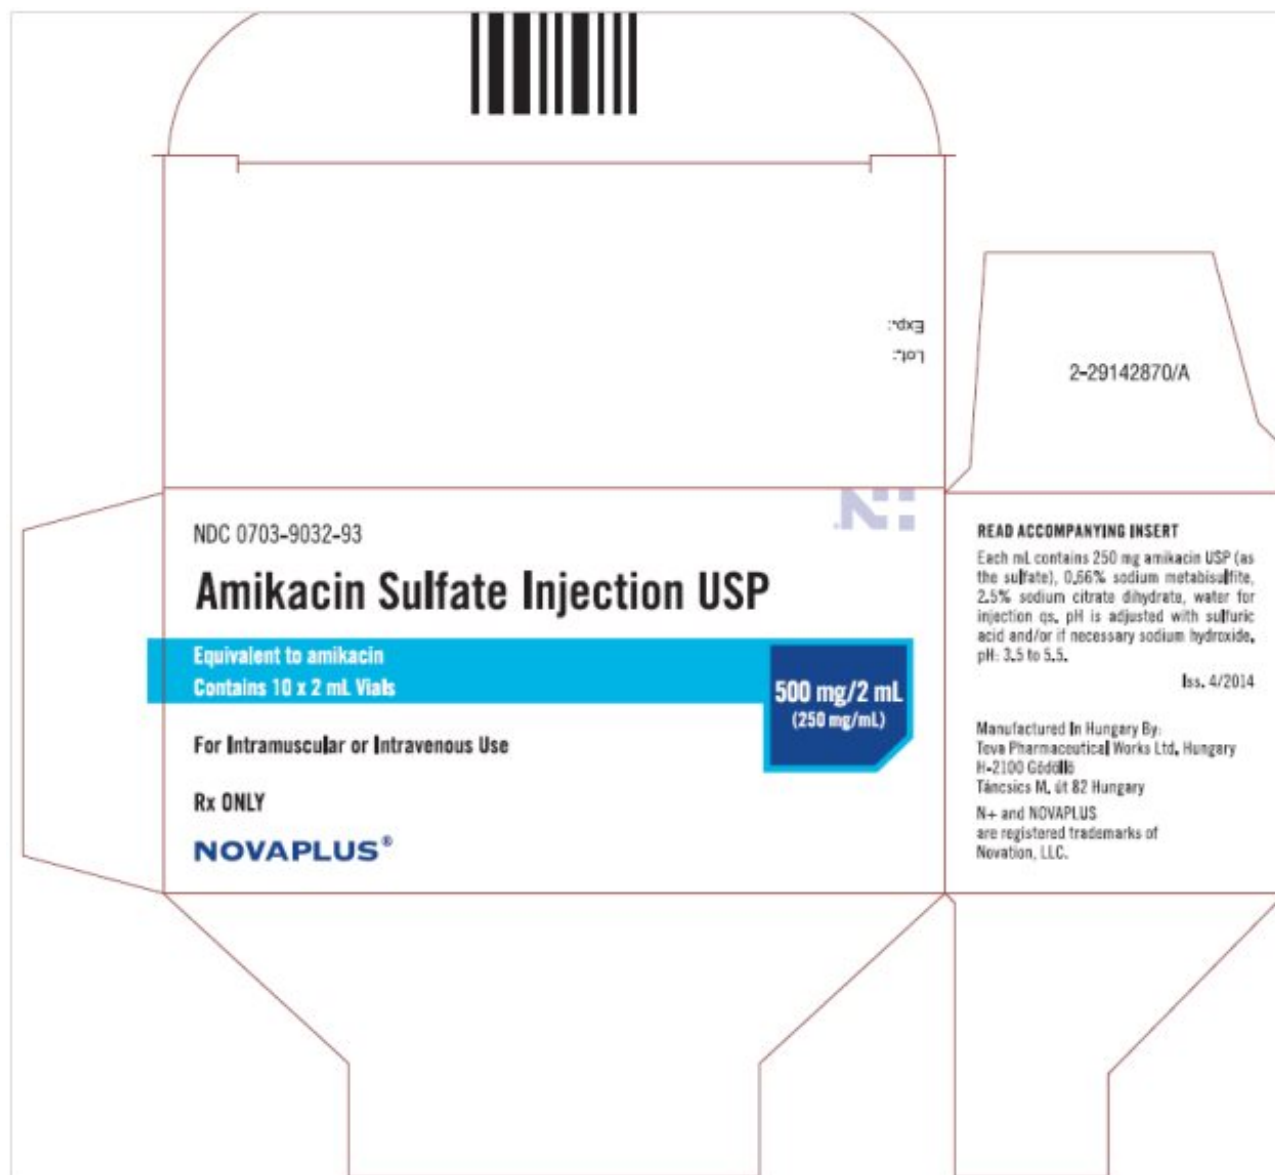 Exp.:
Lot.:
2-29142870/A
N+
NDC 0703-9032-93
Amikacin Sulfate Injection USP
Equivalent to amikacin
Contains 10 x 2 mL Vials
500 mg/2 mL
(250 mg/mL)
For Intramuscular or Intravenous Use
Rx ONLY
NOVAPLUS®
READ ACCOMPANYING INSERT
Each mL contains 250 mg amikacin USP (as
the sulfate), 0.66% sodium metabisulfite,
2.5% sodium citrate dihydrate, water for
injection qs. pH is adjusted with sulfuric
acid and/or if necessary sodium hydroxide.
pH: 3.5 to 5.5.
Iss. 4/2014
Manufactured In Hungary By:
Teva Pharmaceutical Works Ltd, Hungary
H-2100 Gödöllő
Táncsics M. út 82 Hungary
N+ and NOVAPLUS
are registered trademarks of
Novation, LLC.